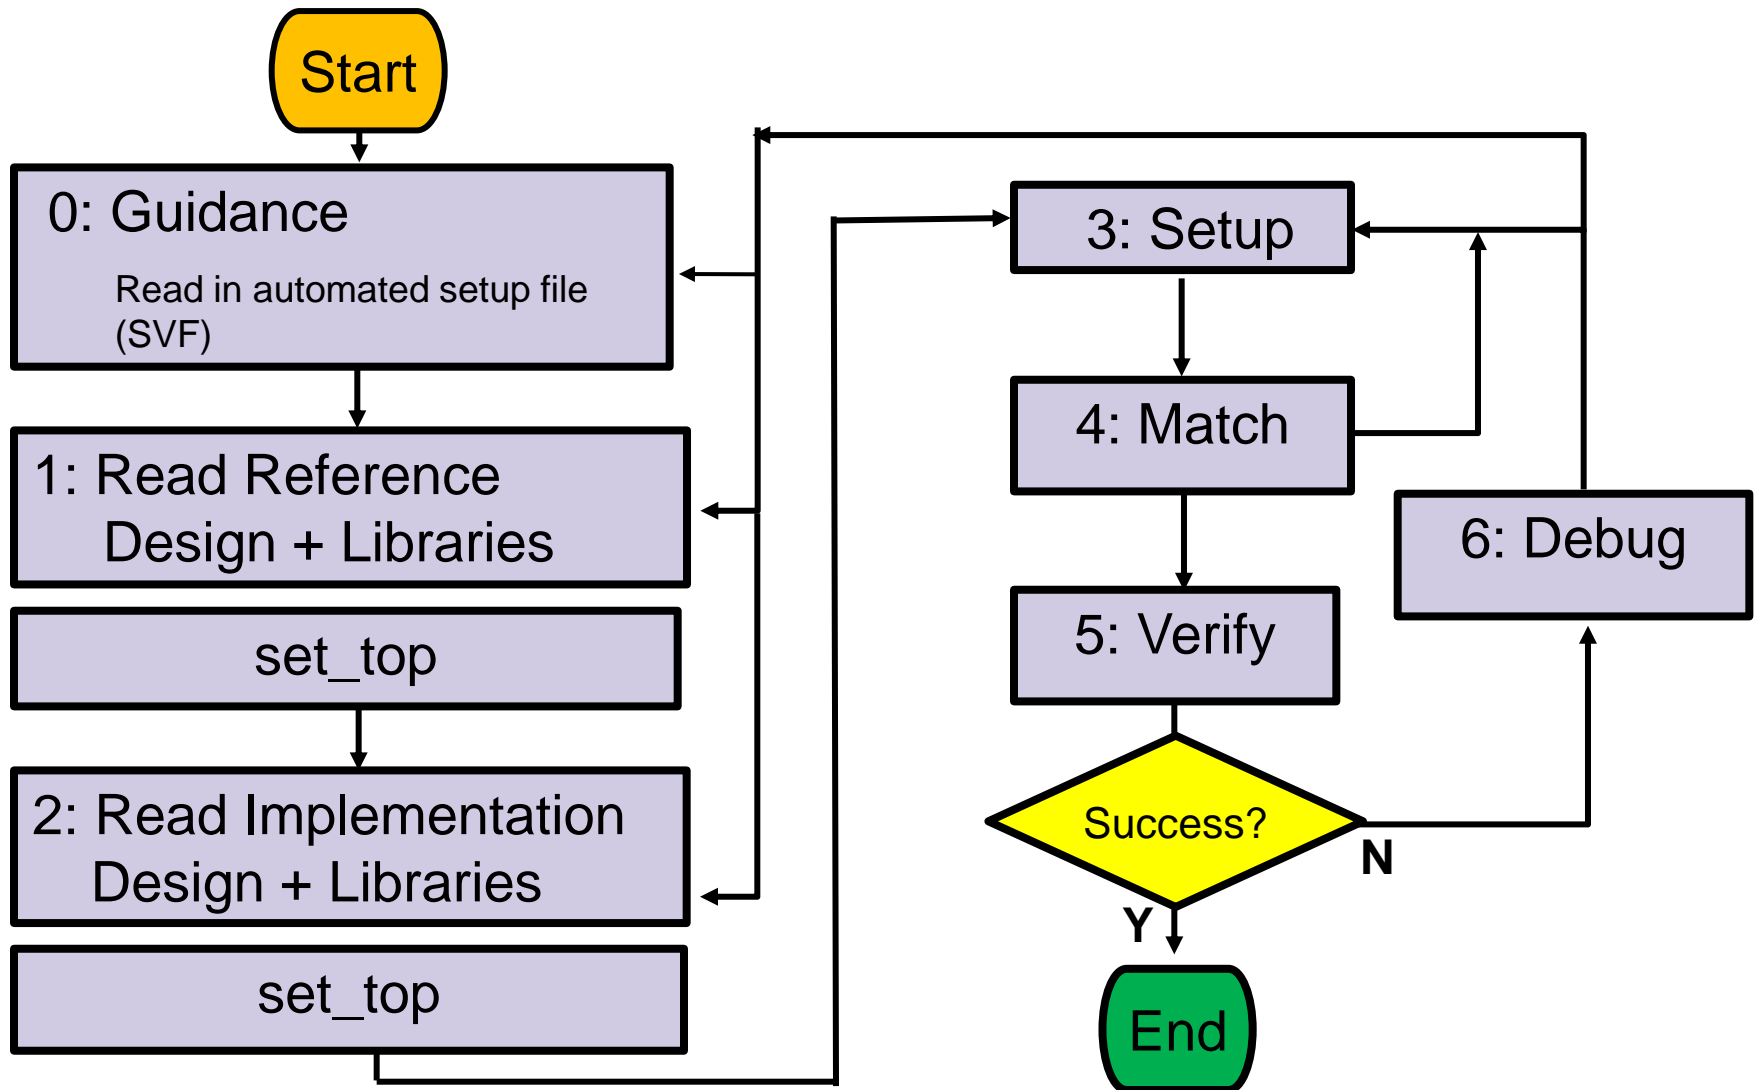 Start
0: Guidance
Read in automated setup file
(SVF)
1: Read Reference
Design + Libraries
set_top
2: Read Implementation
Design + Libraries
set_top
3: Setup
4: Match
5: Verify
6: Debug
Success?
N
Y
End